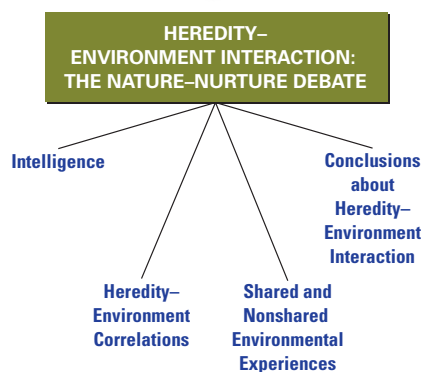 HEREDITY–
ENVIRONMENT INTERACTION:
THE NATURE–NURTURE DEBATE
Intelligence
Heredity–
Environment
Correlations
Shared and
Nonshared
Environmental
Experiences
Conclusions
about
Heredity–
Environment
Interaction